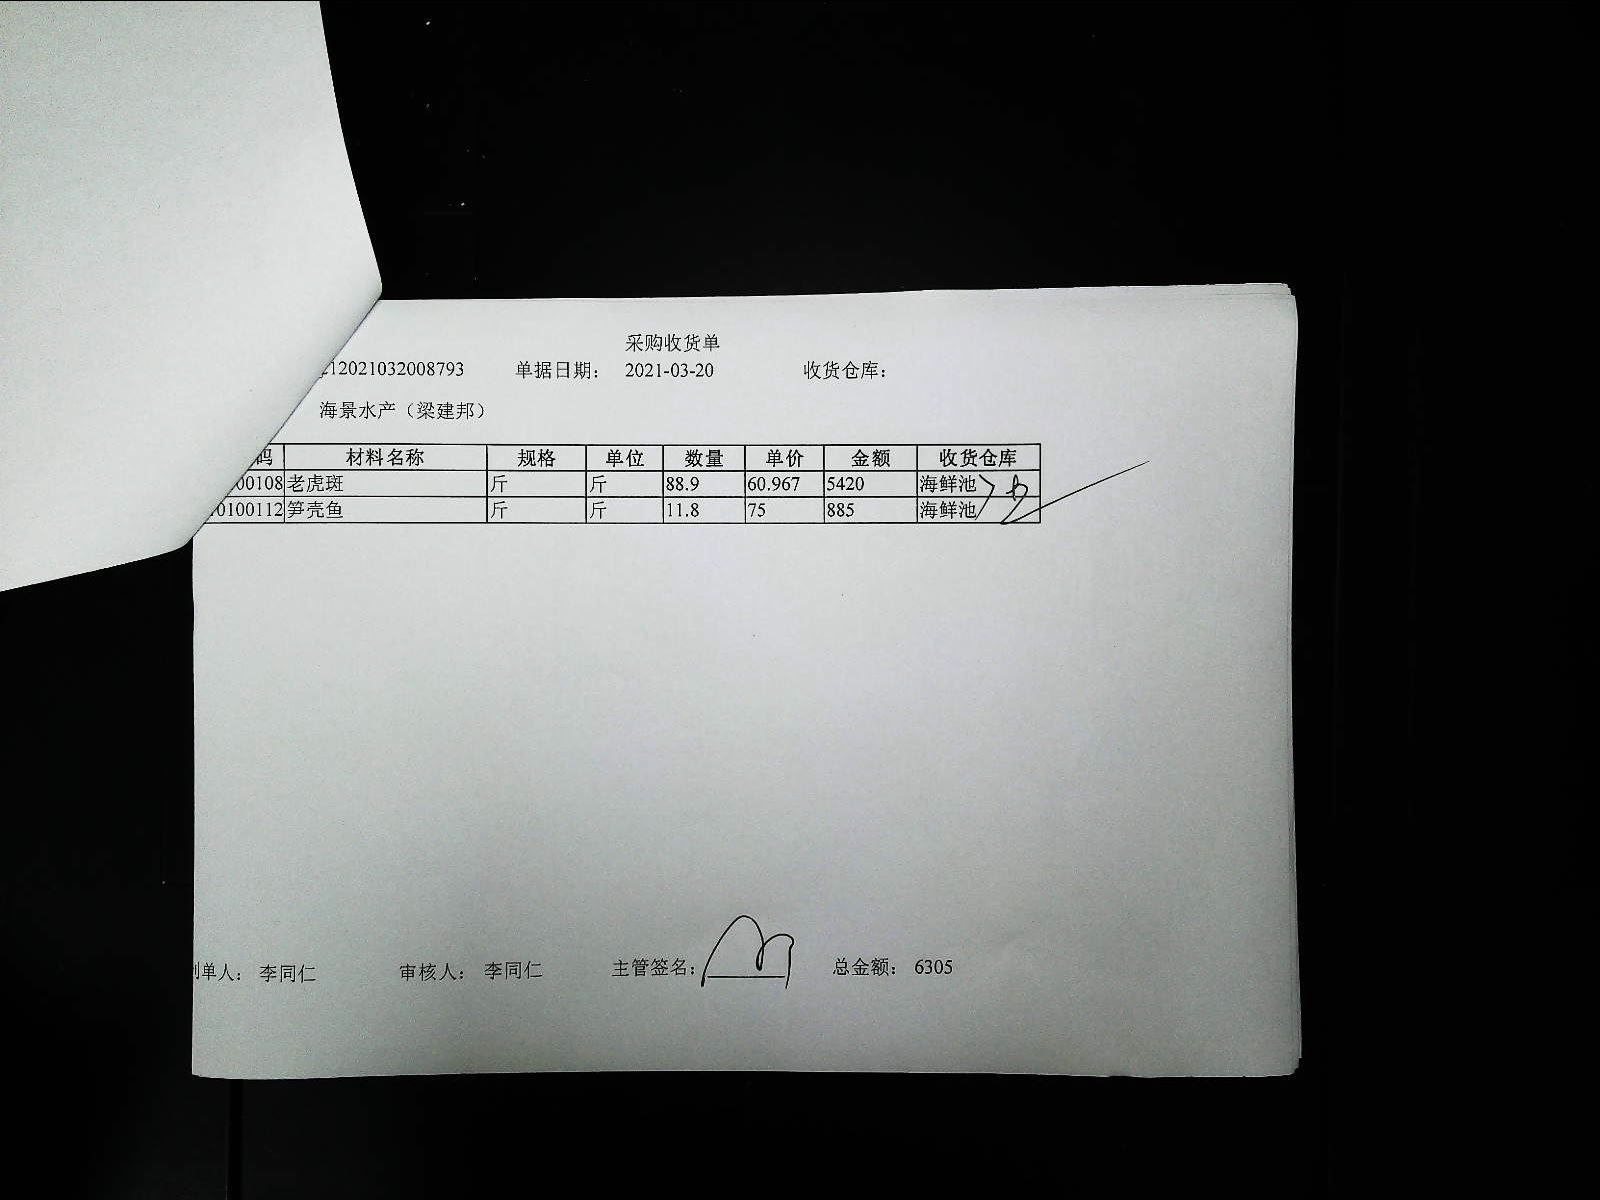 采购收货单
12021032008793 单据日期： 2021-03-20 收货仓库：
海景水产（梁建邦）
码 材料名称 规格 单位 数量 单价 金额 收货仓库
00108 老虎斑 斤 斤 88.9 60.967 5420 海鲜池
0100112 笋壳鱼 斤 斤 11.8 75 885 海鲜池
单人： 李同仁 审核人： 李同仁 主管签名： 总金额： 6305